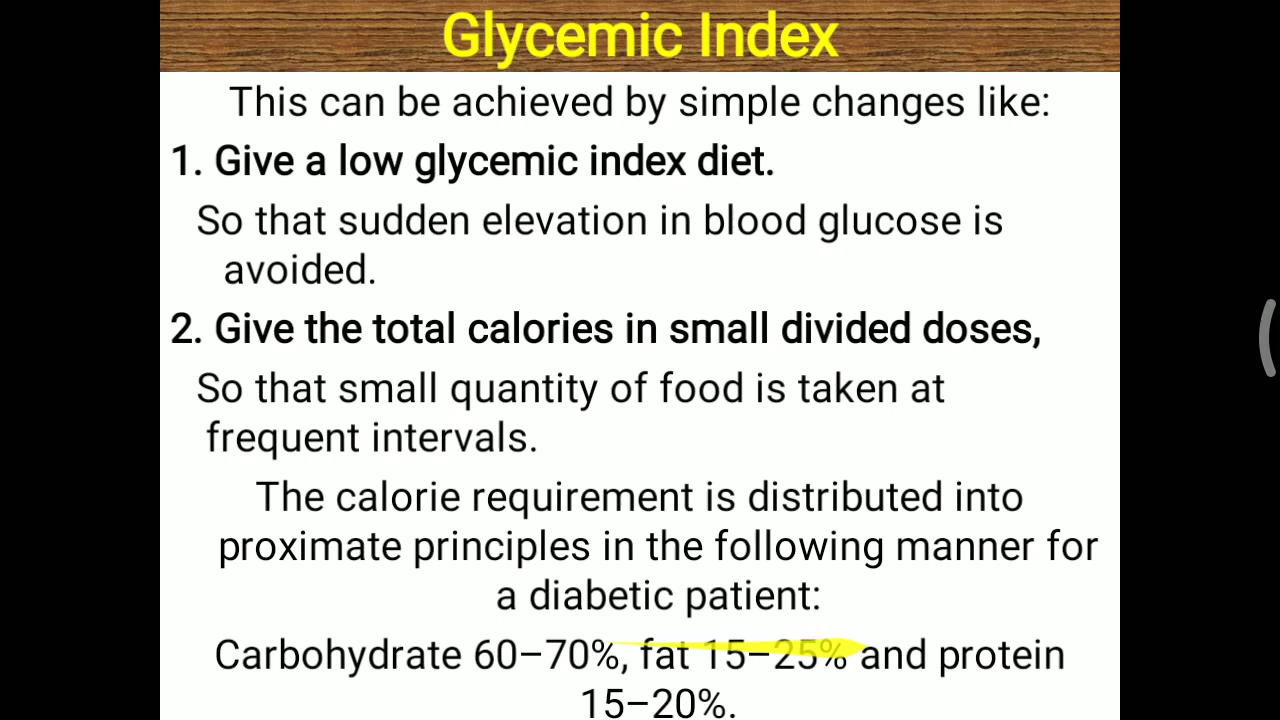 Glycemic Index
This can be achieved by simple changes like:
1. Give a low glycemic index diet.
So that sudden elevation in blood glucose is
avoided.
2. Give the total calories in small divided doses,
So that small quantity of food is taken at
frequent intervals.
The calorie requirement is distributed into
proximate principles in the following manner for
a diabetic patient:
Carbohydrate 60–70%, fat 15–25% and protein
15–20%.